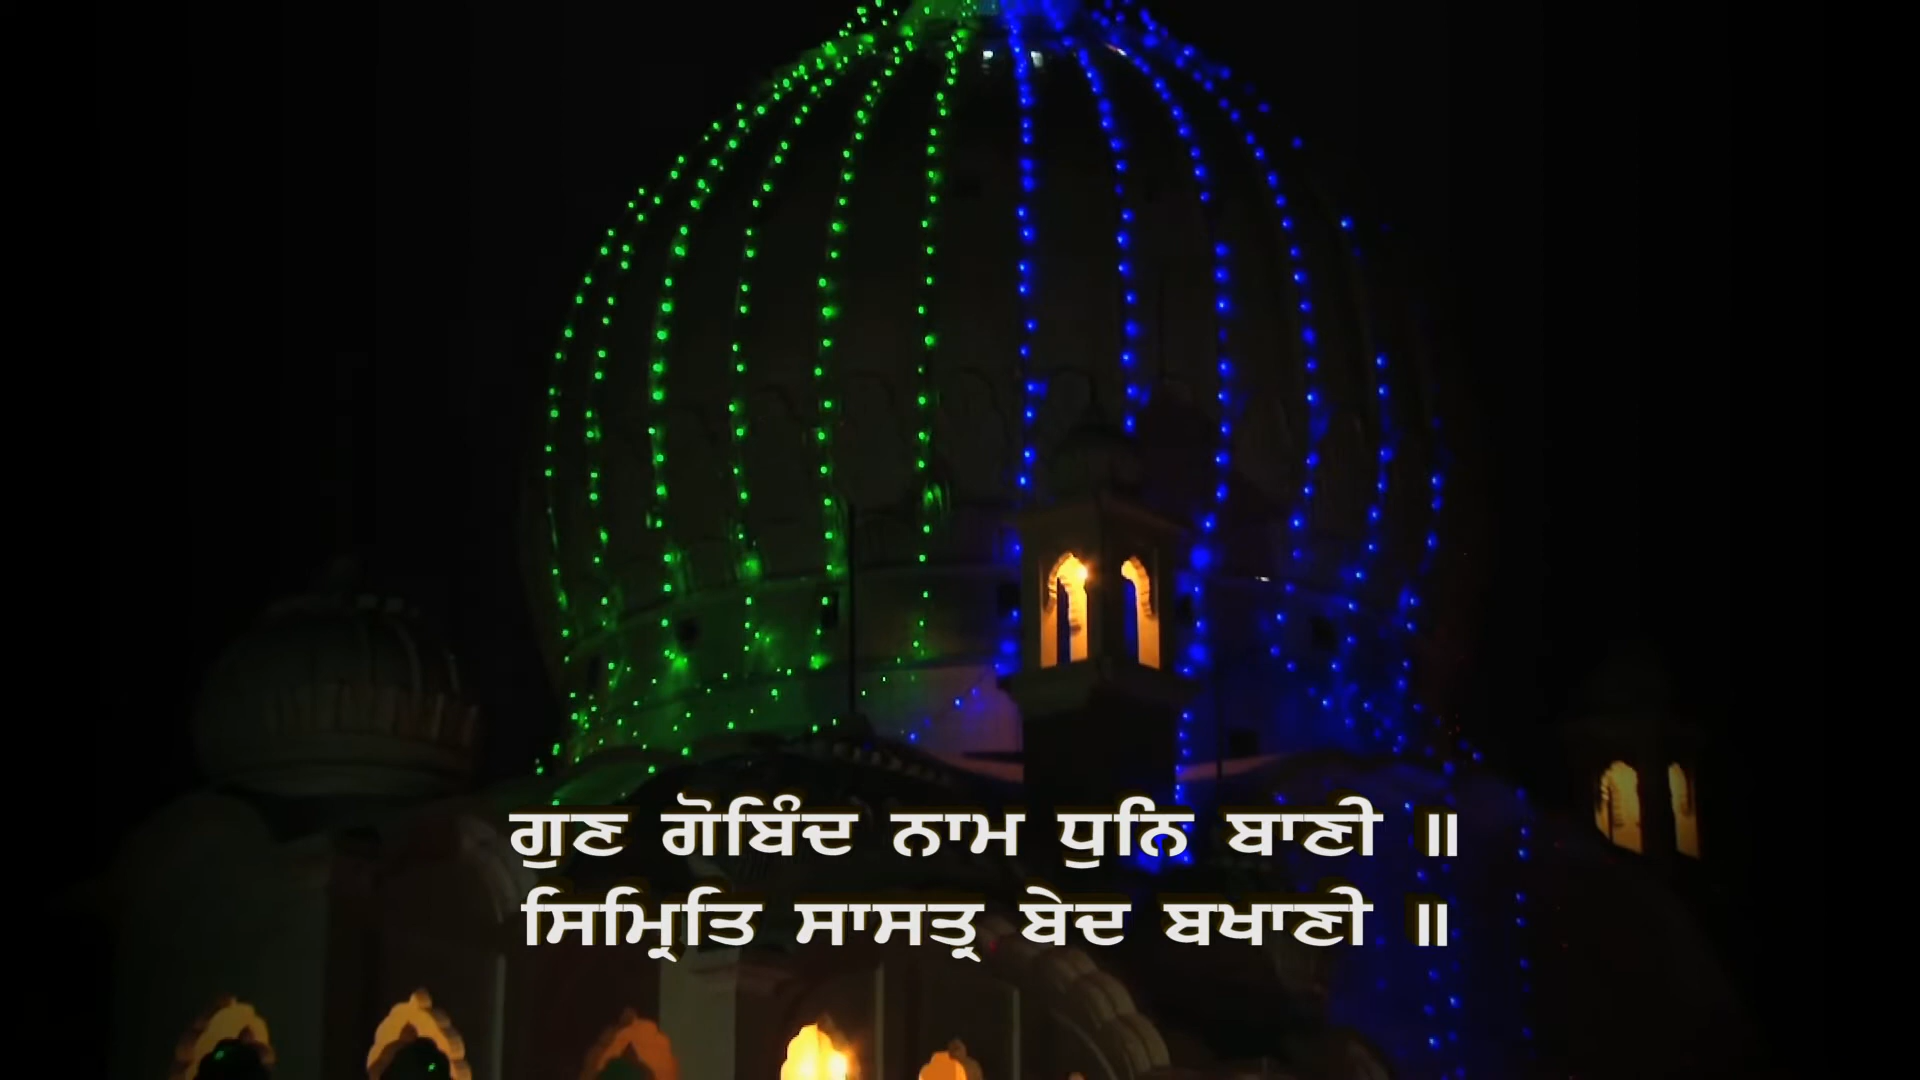 ਗੁਣ ਗੋਬਿੰਦ ਨਾਮ ਧੁਨਿ ਬਾਣੀ ॥
ਸਿਮ੍ਰਿਤਿ ਸਾਸਤ੍ਰ ਬੇਦ ਬਖਾਣੀ ॥